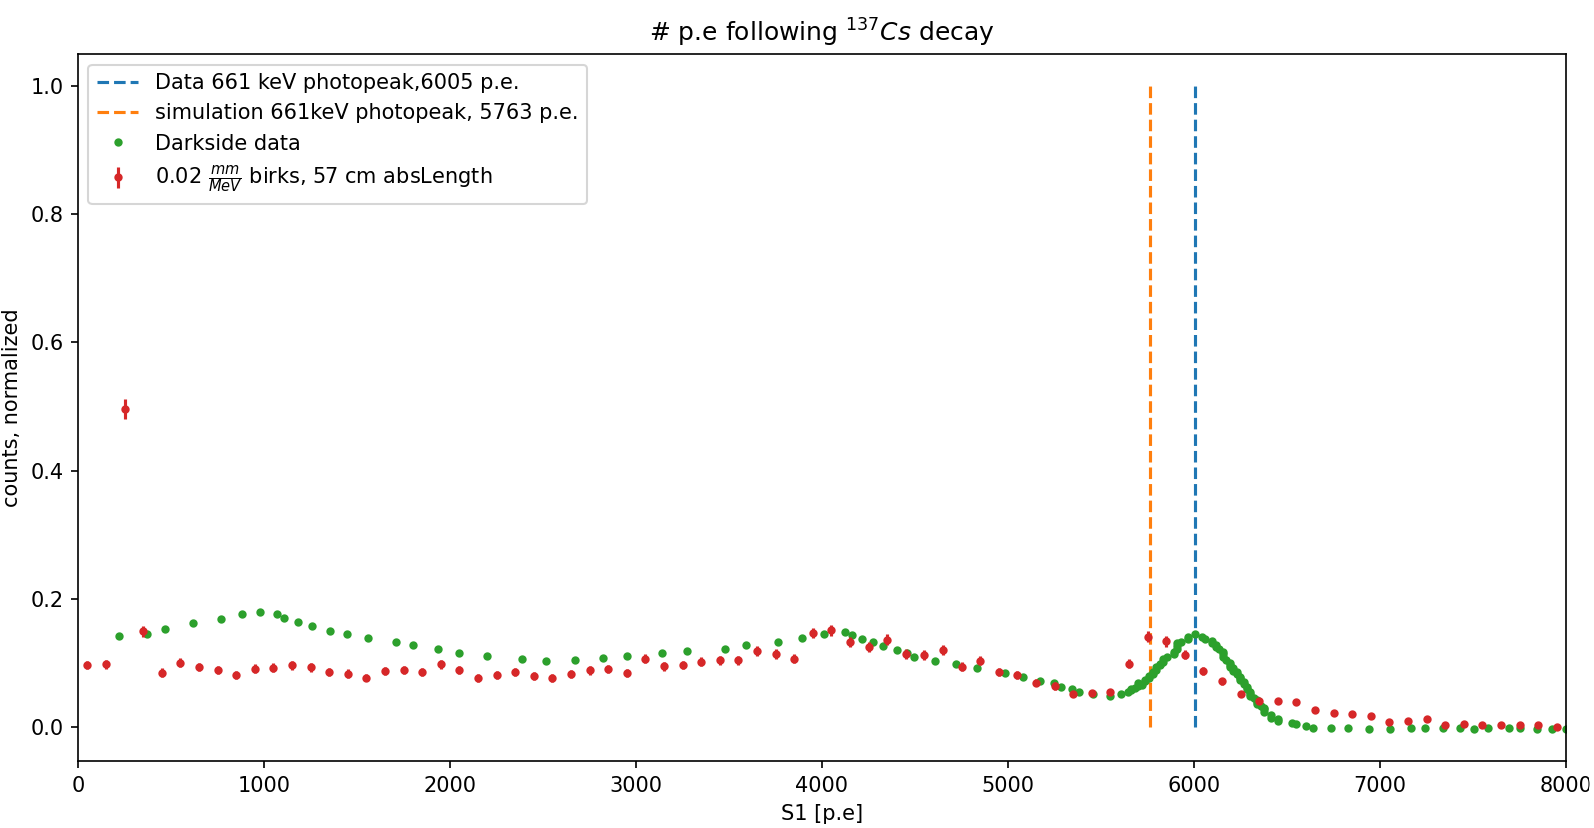 # p.e following ¹³⁷Cs decay
Data 661 keV photopeak,6005 p.e.
simulation 661keV photopeak, 5763 p.e.
Darkside data
0.02 mm/MeV birks, 57 cm absLength
counts, normalized
1.0
0.8
0.6
0.4
0.2
0.0
0 1000 2000 3000 4000 5000 6000 7000 8000
S1 [p.e]